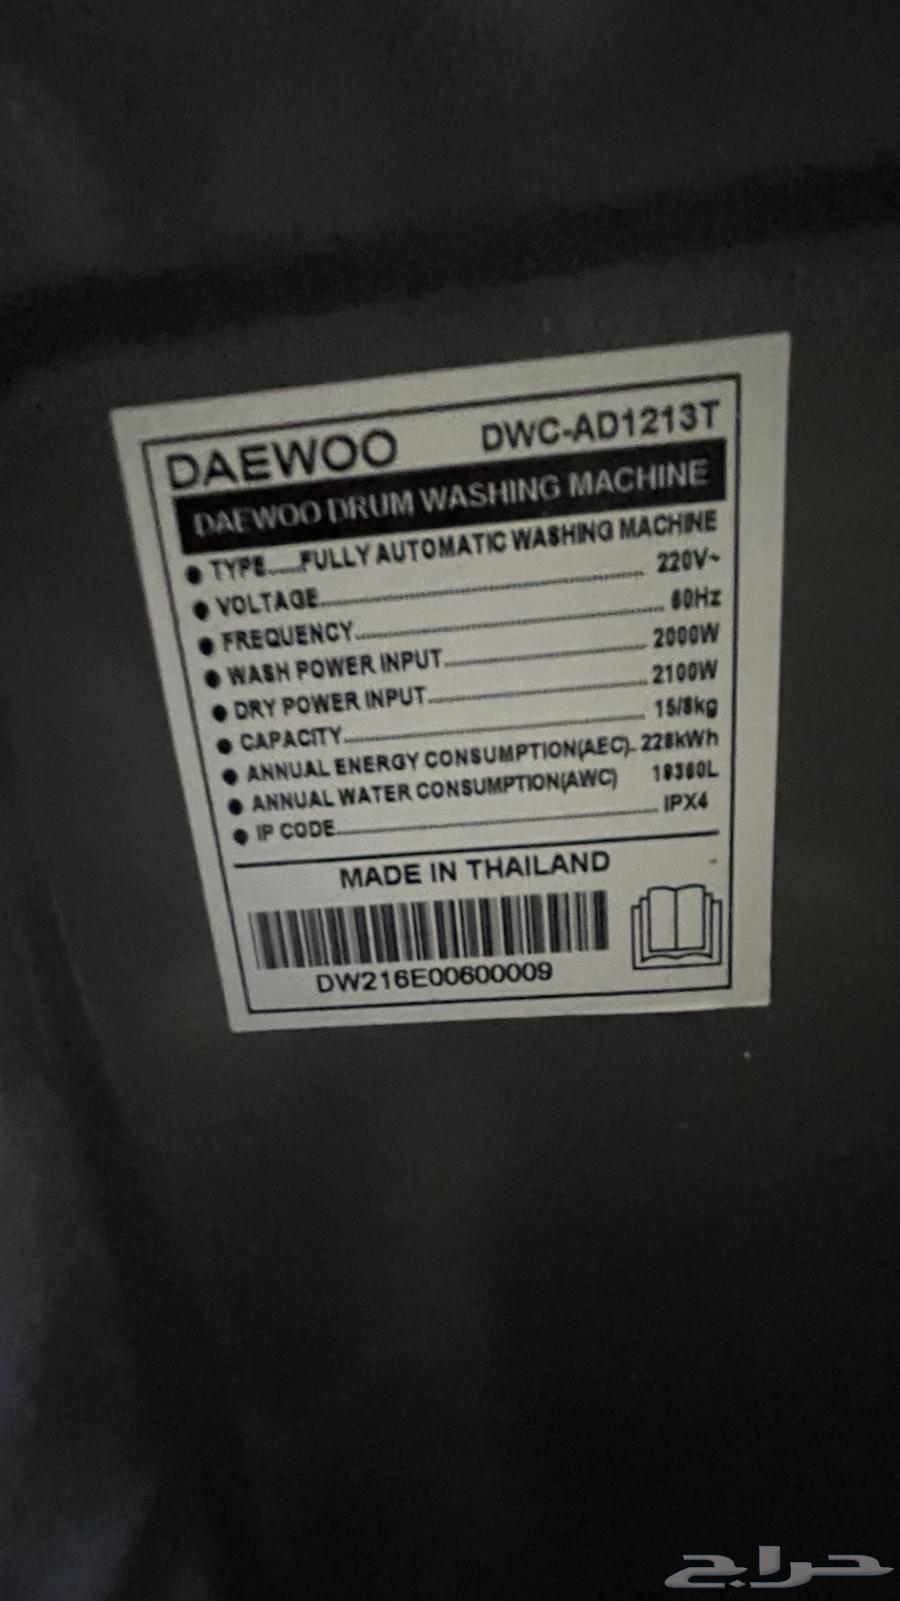 DAEWOO DWC-AD1213T
DAEWOO DRUM WASHING MACHINE
● TYPE.....FULLY AUTOMATIC WASHING MACHINE
● VOLTAGE..............................220V~
● FREQUENCY..............................60Hz
● WASH POWER INPUT....................2000W
● DRY POWER INPUT.....................2100W
● CAPACITY..............................15/8kg
● ANNUAL ENERGY CONSUMPTION(AEC)..228kWh
● ANNUAL WATER CONSUMPTION(AWC) 19360L
● IP CODE..............................IPX4
MADE IN THAILAND
DW216E00600009
حراج